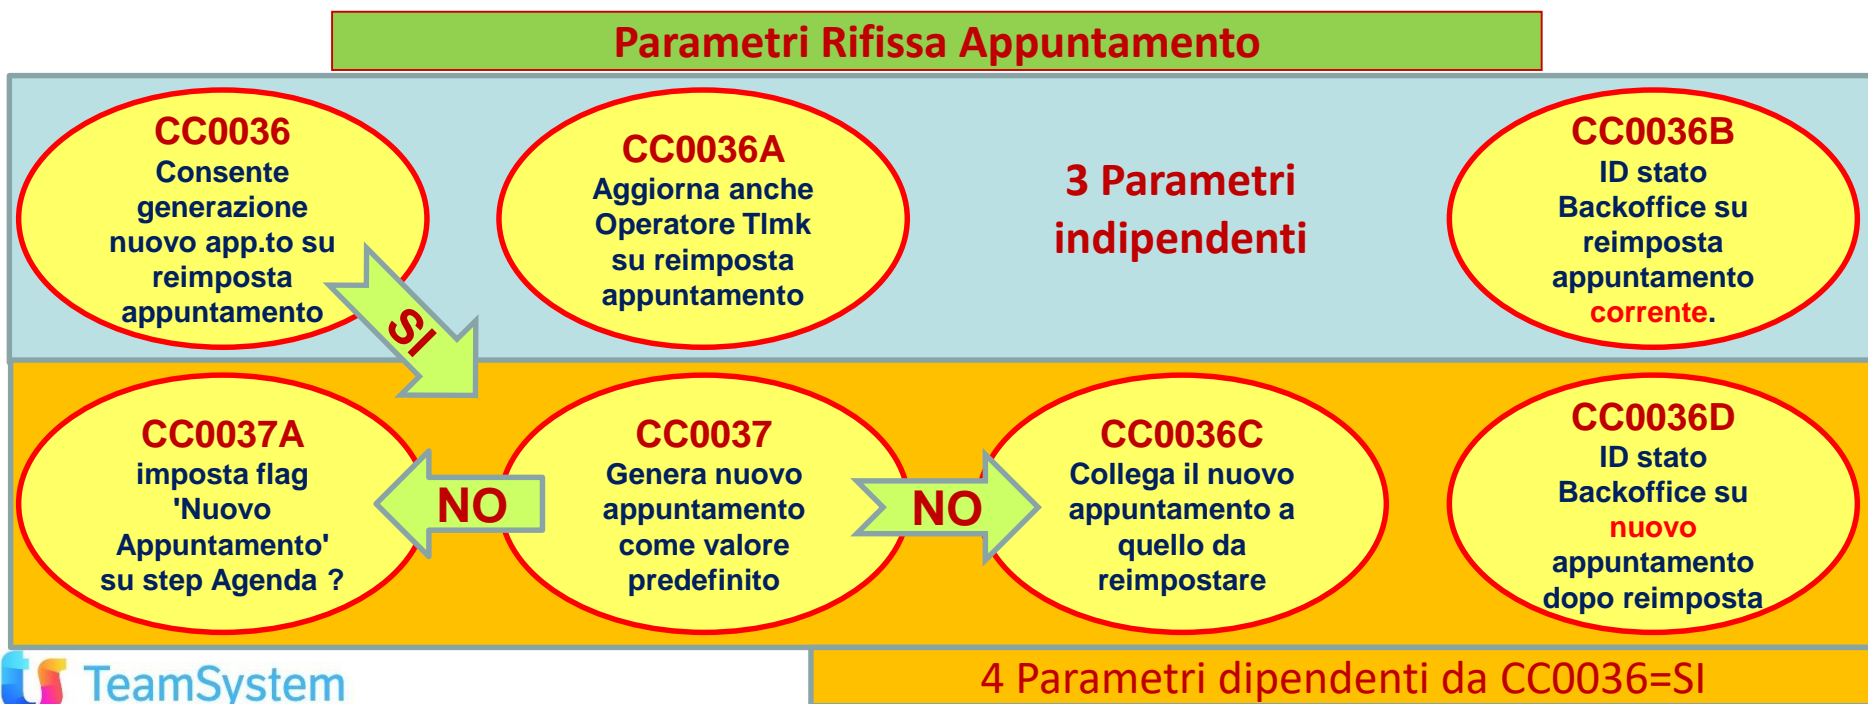 Parametri Rifissa Appuntamento
CC0036
Consente
generazione
nuovo app.to su
reimposta
appuntamento
CC0036A
Aggiorna anche
Operatore Tlmk
su reimposta
appuntamento
3 Parametri
indipendenti
CC0036B
ID stato
Backoffice su
reimposta
appuntamento
corrente.
SI
CC0037A
imposta flag
'Nuovo
Appuntamento'
su step Agenda ?
NO
CC0037
Genera nuovo
appuntamento
come valore
predefinito
NO
CC0036C
Collega il nuovo
appuntamento a
quello da
reimpostare
CC0036D
ID stato
Backoffice su
nuovo
appuntamento
dopo reimposta
TeamSystem
4 Parametri dipendenti da CC0036=SI